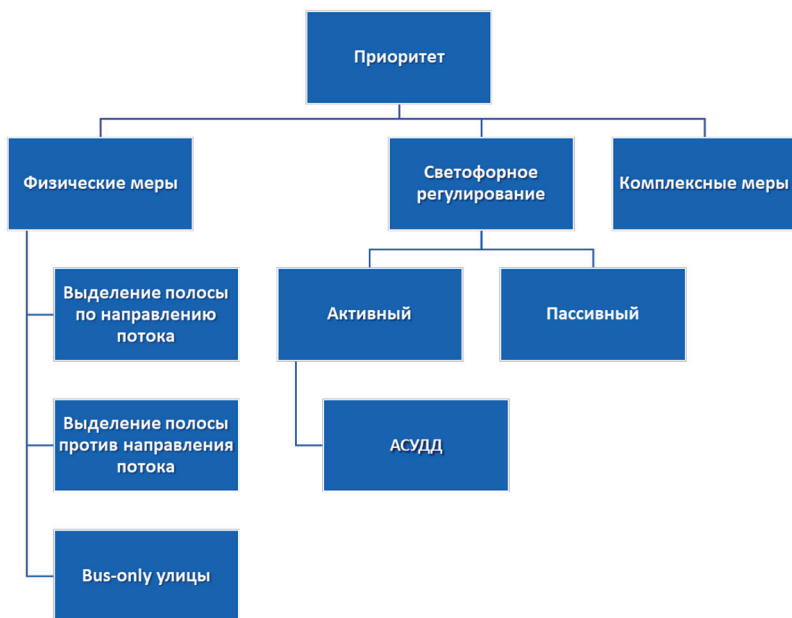 Приоритет
Физические меры
Светофорное
регулирование
Комплексные меры
Выделение полосы
по направлению
потока
Активный
Пассивный
Выделение полосы
против направления
потока
АСУДД
Bus-only улицы